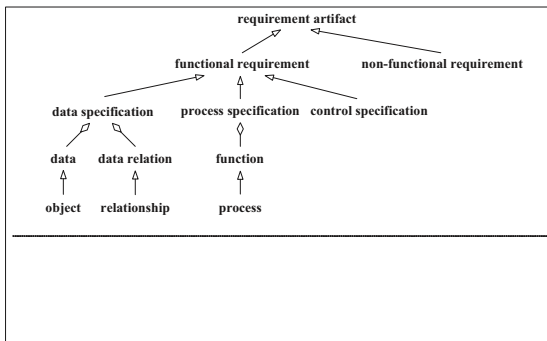 requirement artifact
functional requirement non-functional requirement
data specification process specification control specification
data data relation function
object relationship process